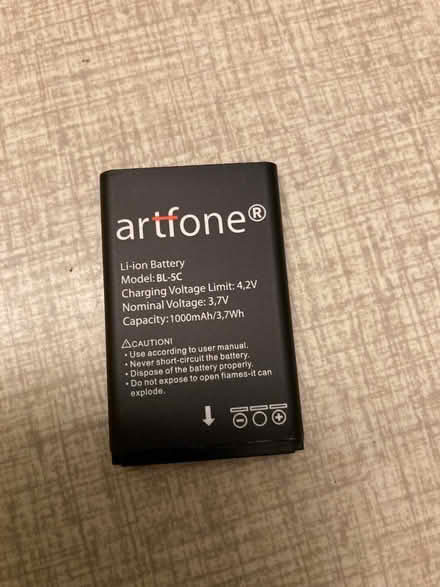 artfone®
Li-ion Battery
Model: BL-5C
Charging Voltage Limit: 4,2V
Nominal Voltage: 3,7V
Capacity: 1000mAh/3,7Wh
⚠CAUTION!
• Use according to user manual.
• Never short-circuit the battery.
• Dispose of the battery properly.
• Do not expose to open fiames-it can
explode.